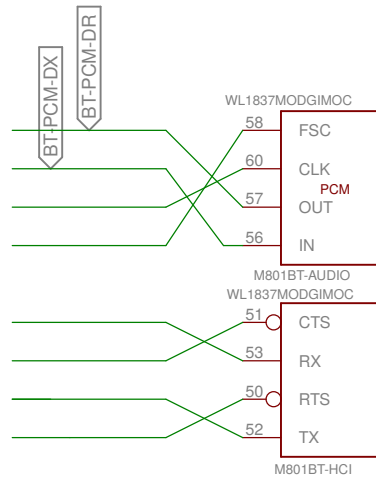 BT-PCM-DX
BT-PCM-DR
WL1837MODGIMOC
58 FSC
60 CLK
PCM
57 OUT
56 IN
M801BT-AUDIO
WL1837MODGIMOC
51 CTS
53 RX
50 RTS
52 TX
M801BT-HCI